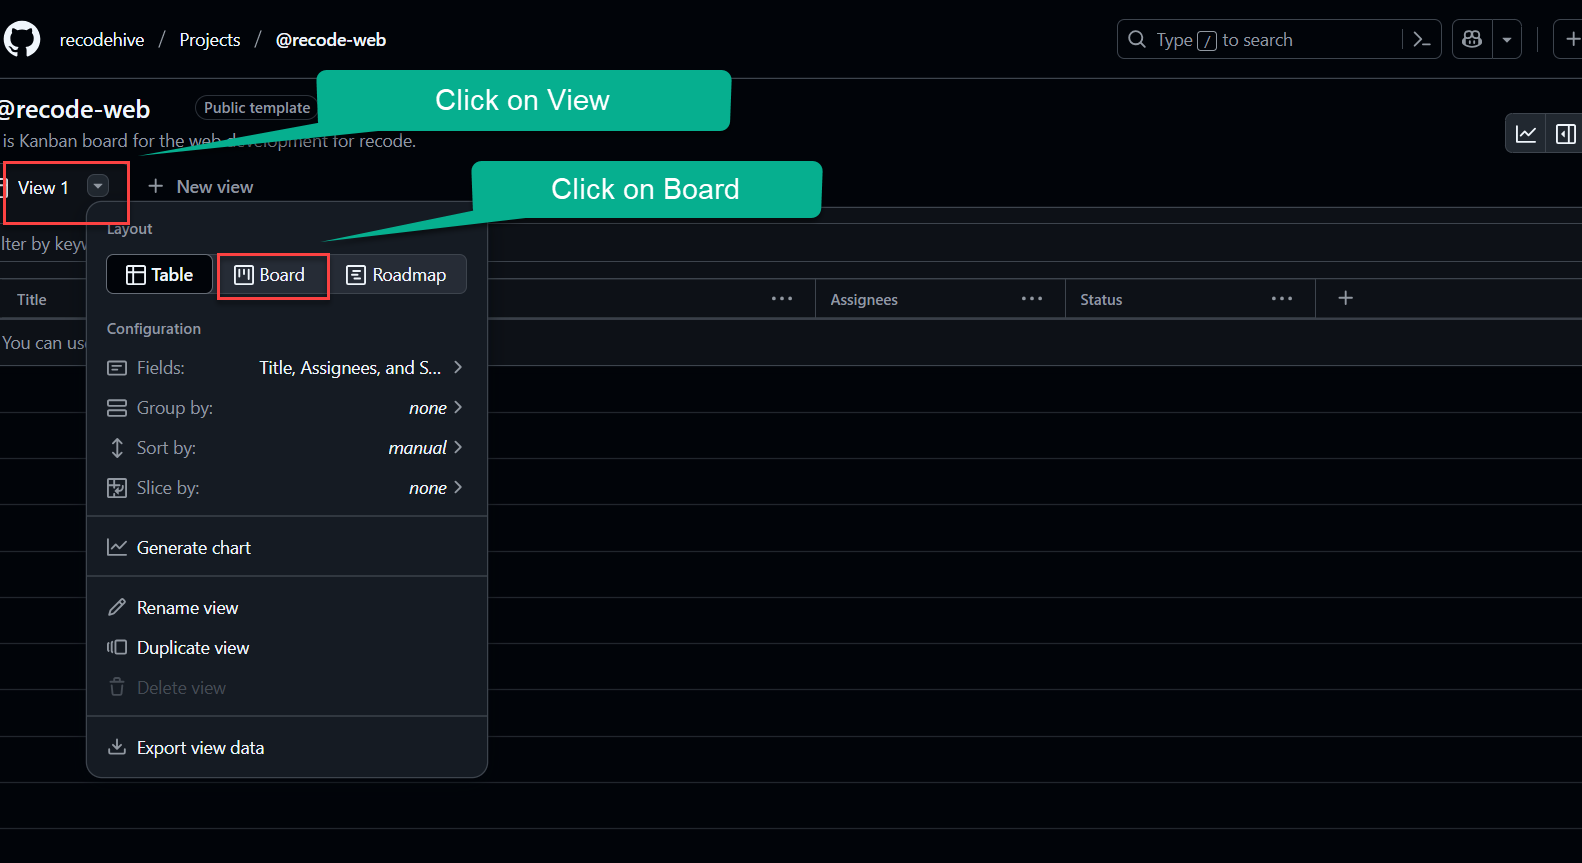 recodehive / Projects / @recode-web
Type / to search
@recode-web
Public template
Click on View
is Kanban board for the web development for recode.
View 1
New view
Click on Board
Layout
lter by keyw
Table
Board
Roadmap
Title
Assignees
Status
Configuration
You can us
Fields: Title, Assignees, and S...
Group by: none
Sort by: manual
Slice by: none
Generate chart
Rename view
Duplicate view
Delete view
Export view data